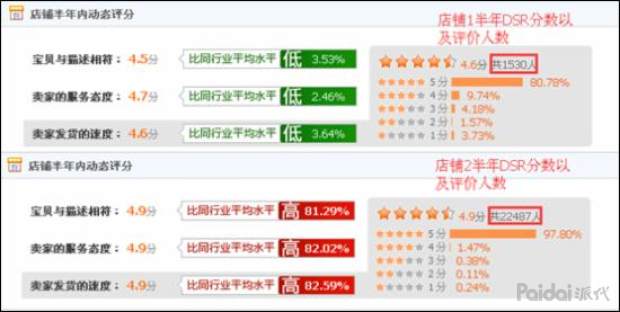 店铺半年内动态评分
店铺1半年DSR分数以
及评价人数
宝贝与描述相符：4.5分 比同行业平均水平 低 3.53%
4.6分 共1530人
5分 80.78%
卖家的服务态度：4.7分 比同行业平均水平 低 2.46%
4分 9.74%
3分 4.18%
2分 1.57%
卖家发货的速度：4.6分 比同行业平均水平 低 3.64%
1分 3.73%
店铺半年内动态评分
店铺2半年DSR分数以
及评价人数
宝贝与描述相符：4.9分 比同行业平均水平 高 81.29%
4.9分 共22487人
5分 97.80%
卖家的服务态度：4.9分 比同行业平均水平 高 82.02%
4分 1.47%
3分 0.38%
2分 0.11%
卖家发货的速度：4.9分 比同行业平均水平 高 82.59%
1分 0.24%
Paidai派代